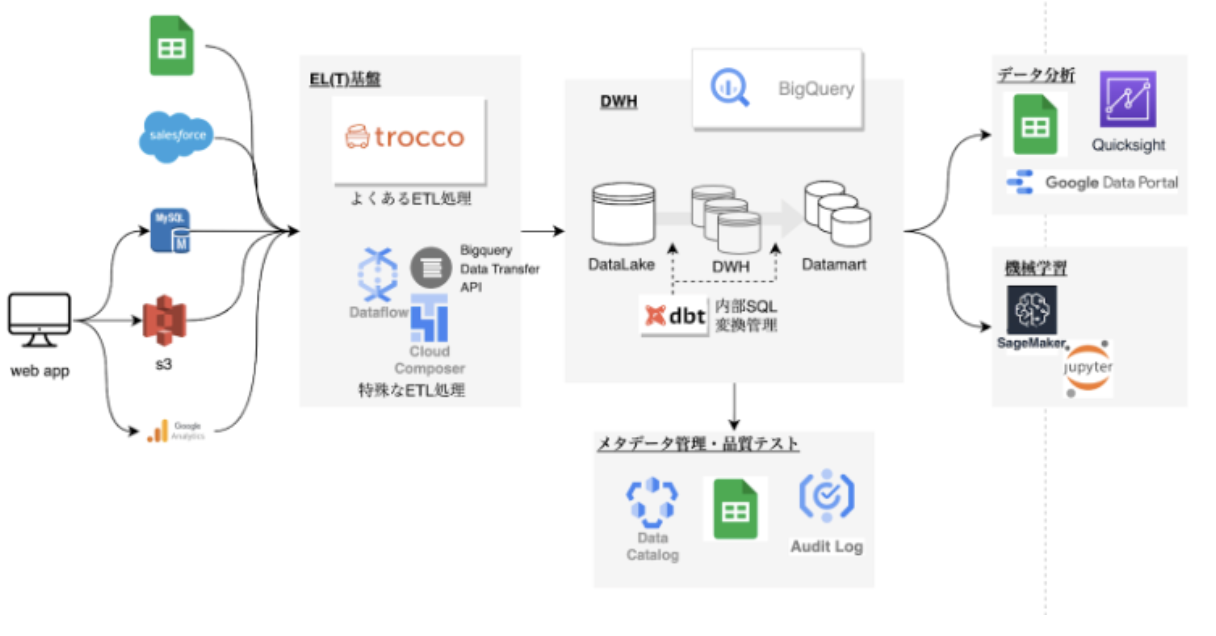 salesforce
MySQL
M
web app
s3
Google
Analytics
EL(T)基盤
trocco
よくあるETL処理
Dataflow
Bigquery
Data Transfer
API
Cloud
Composer
特殊なETL処理
DWH
BigQuery
DataLake
DWH
Datamart
dbt
内部SQL
変換管理
メタデータ管理・品質テスト
Data
Catalog
Audit Log
データ分析
Quicksight
Google Data Portal
機械学習
SageMaker
jupyter